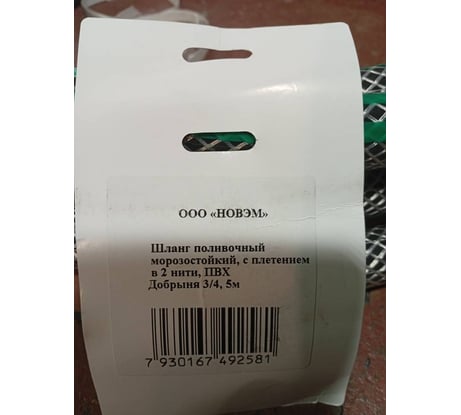 ООО «НОВЭМ»
Шланг поливочный
морозостойкий, с плетением
в 2 нити, ПВХ
Добрыня 3/4, 5м
7 930167 492581